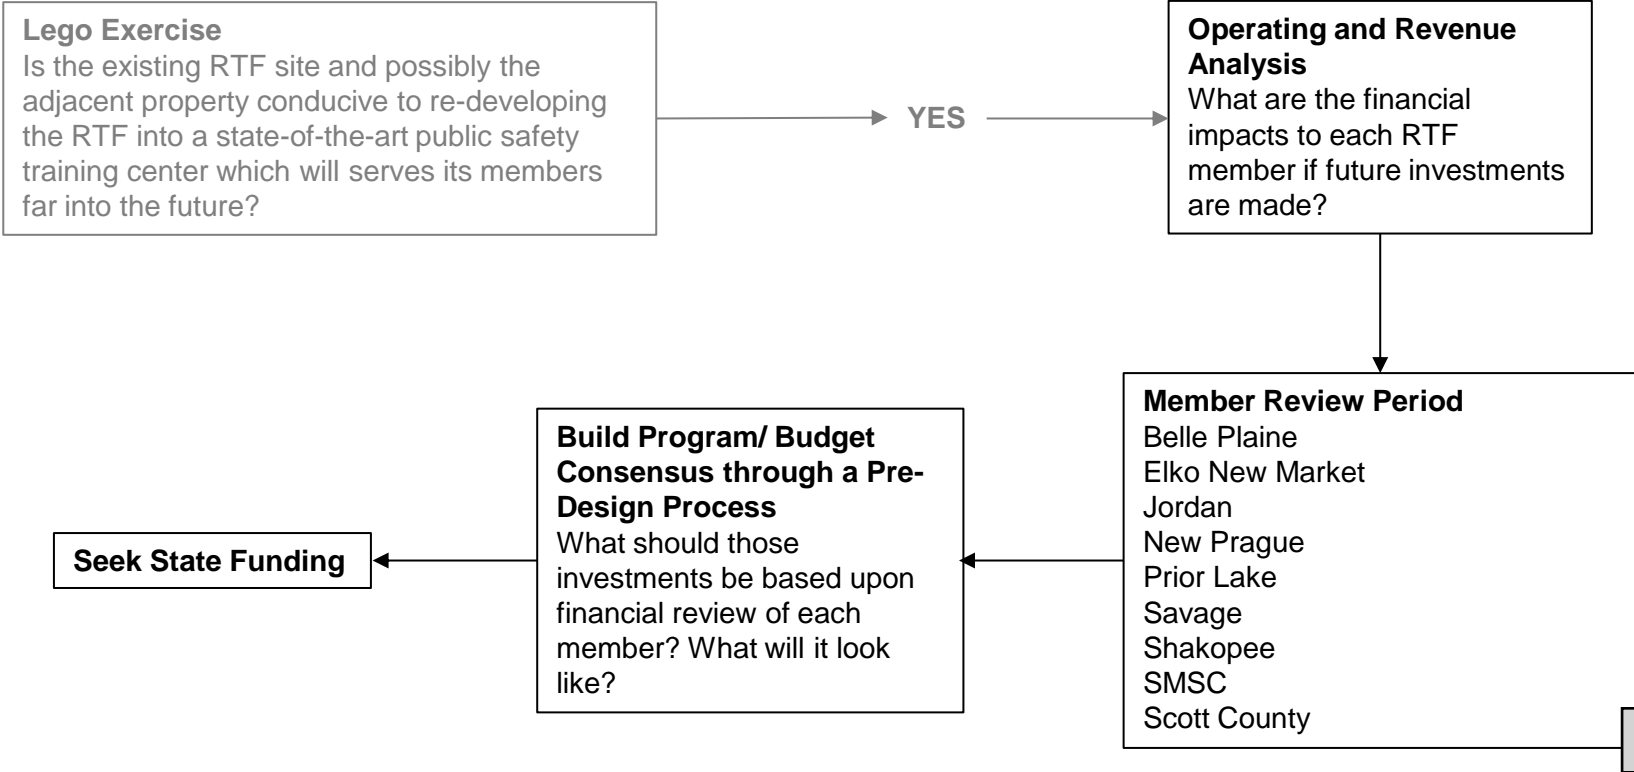 Lego Exercise
Is the existing RTF site and possibly the
adjacent property conducive to re-developing
the RTF into a state-of-the-art public safety
training center which will serves its members
far into the future?
YES
Operating and Revenue
Analysis
What are the financial
impacts to each RTF
member if future investments
are made?
Member Review Period
Belle Plaine
Elko New Market
Jordan
New Prague
Prior Lake
Savage
Shakopee
SMSC
Scott County
Build Program/ Budget
Consensus through a Pre-
Design Process
What should those
investments be based upon
financial review of each
member? What will it look
like?
Seek State Funding